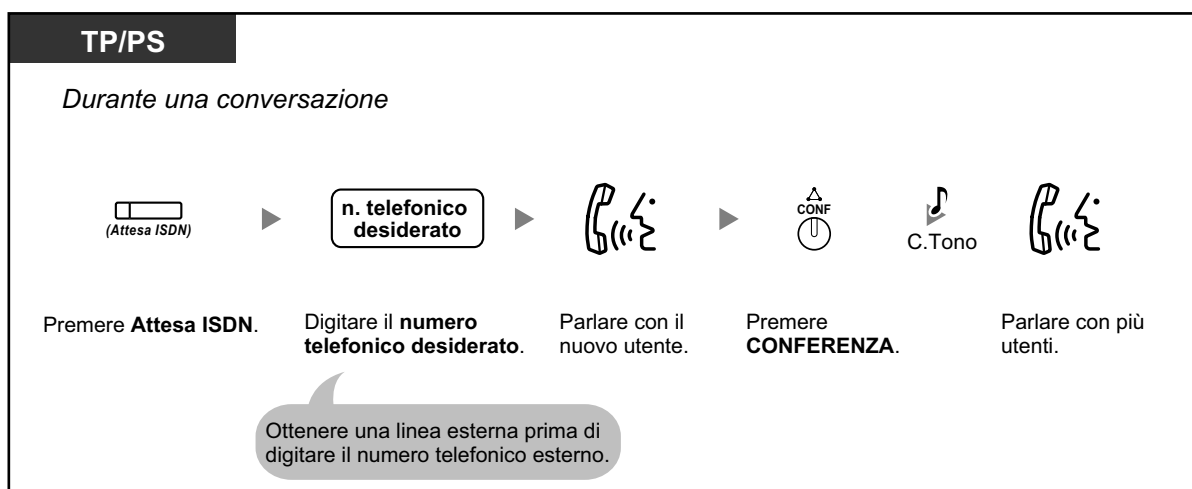 TP/PS
Durante una conversazione
(Attesa ISDN)
n. telefonico
desiderato
CONF
C.Tono
Premere Attesa ISDN.
Digitare il numero
telefonico desiderato.
Parlare con il
nuovo utente.
Premere
CONFERENZA.
Parlare con più
utenti.
Ottenere una linea esterna prima di
digitare il numero telefonico esterno.